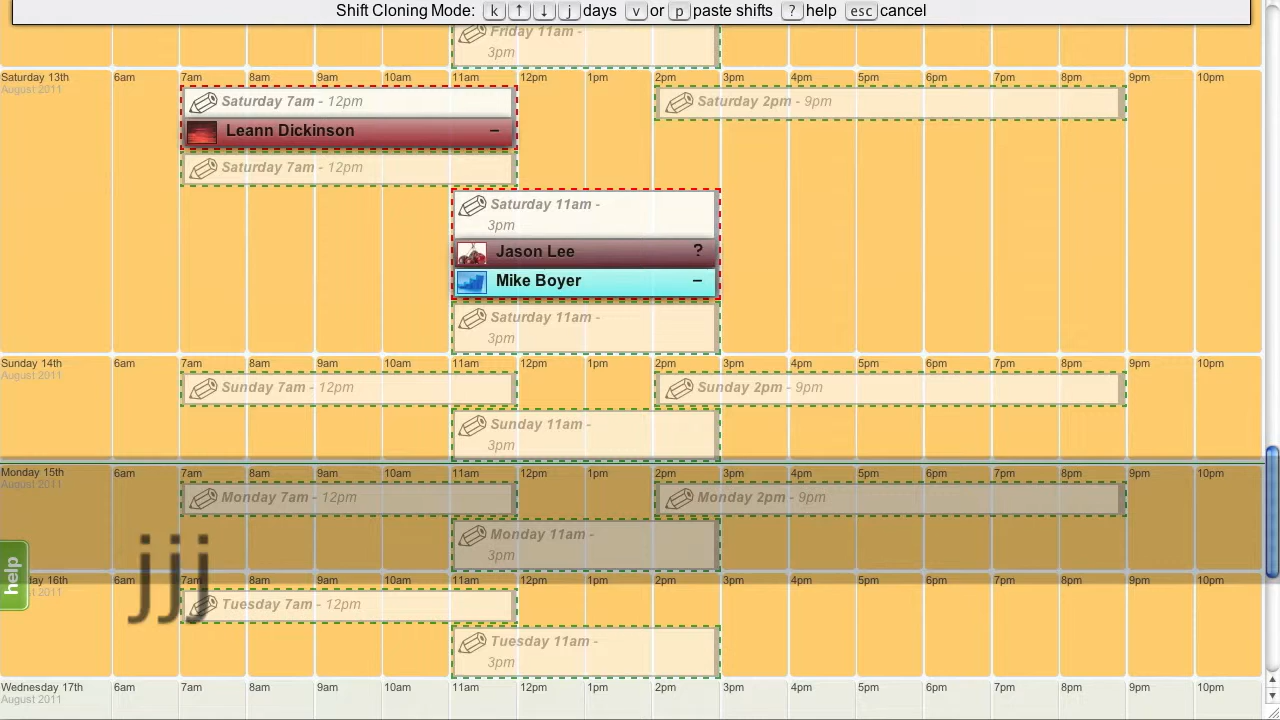 Shift Cloning Mode: k ↑ ↓ j days v or p paste shifts ? help esc cancel
Friday 11am -
3pm
Saturday 13th 6am 7am 8am 9am 10am 11am 12pm 1pm 2pm 3pm 4pm 5pm 6pm 7pm 8pm 9pm 10pm
August 2011
Saturday 7am - 12pm
Saturday 2pm - 9pm
Leann Dickinson –
Saturday 7am - 12pm
Saturday 11am -
3pm
Jason Lee ?
Mike Boyer –
Saturday 11am -
3pm
Sunday 14th 6am 7am 8am 9am 10am 11am 12pm 1pm 2pm 3pm 4pm 5pm 6pm 7pm 8pm 9pm 10pm
August 2011
Sunday 7am - 12pm
Sunday 2pm - 9pm
Sunday 11am -
3pm
Monday 15th 6am 7am 8am 9am 10am 11am 12pm 1pm 2pm 3pm 4pm 5pm 6pm 7pm 8pm 9pm 10pm
August 2011
Monday 7am - 12pm
Monday 2pm - 9pm
Monday 11am -
3pm
help
jjj
day 16th 6am 7am 8am 9am 10am 11am 12pm 1pm 2pm 3pm 4pm 5pm 6pm 7pm 8pm 9pm 10pm
st 2011
Tuesday 7am - 12pm
Tuesday 11am -
3pm
Wednesday 17th 6am 7am 8am 9am 10am 11am 12pm 1pm 2pm 3pm 4pm 5pm 6pm 7pm 8pm 9pm 10pm
August 2011